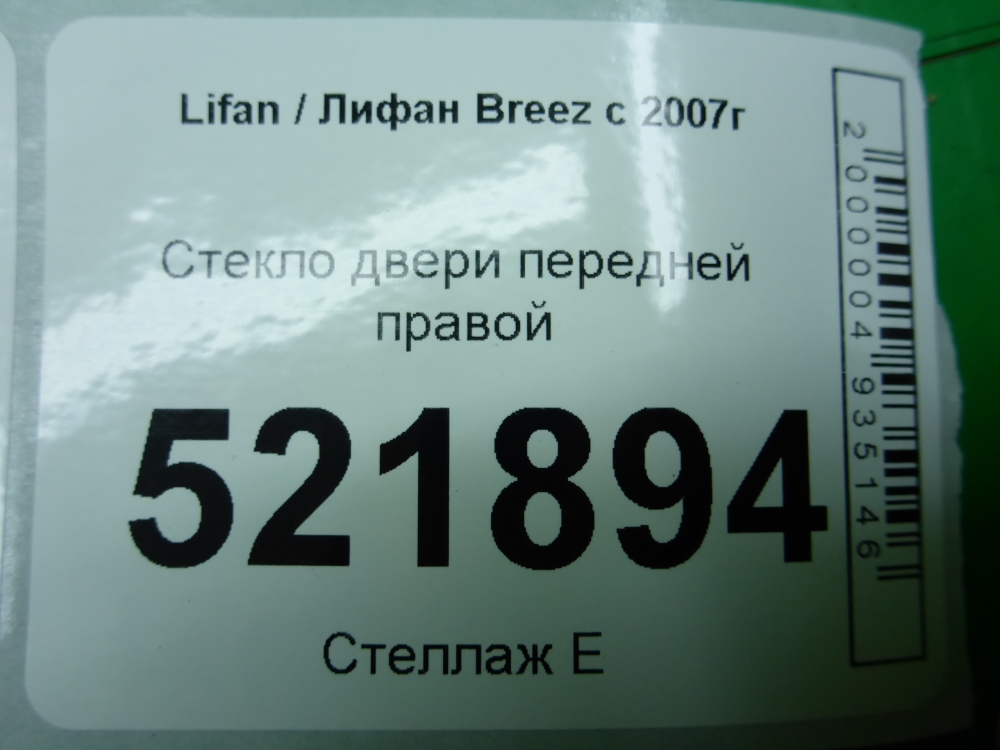 Lifan / Лифан Breez с 2007г
Стекло двери передней
правой
521894
Стеллаж Е
2000004935146